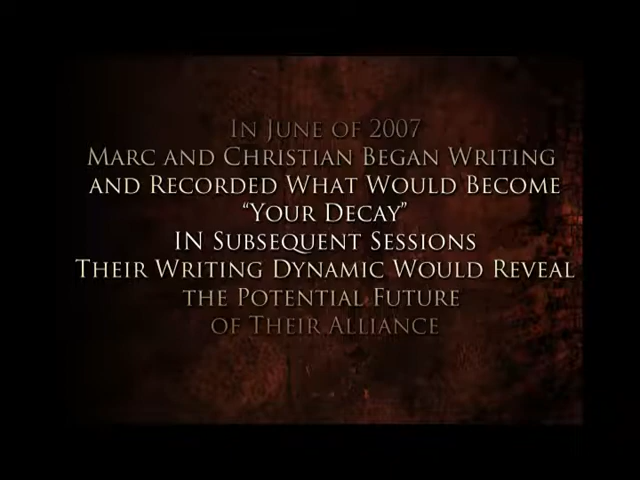 In June of 2007
Marc and Christian Began Writing
and Recorded What Would Become
“Your Decay”
IN Subsequent Sessions
Their Writing Dynamic Would Reveal
the Potential Future
of Their Alliance